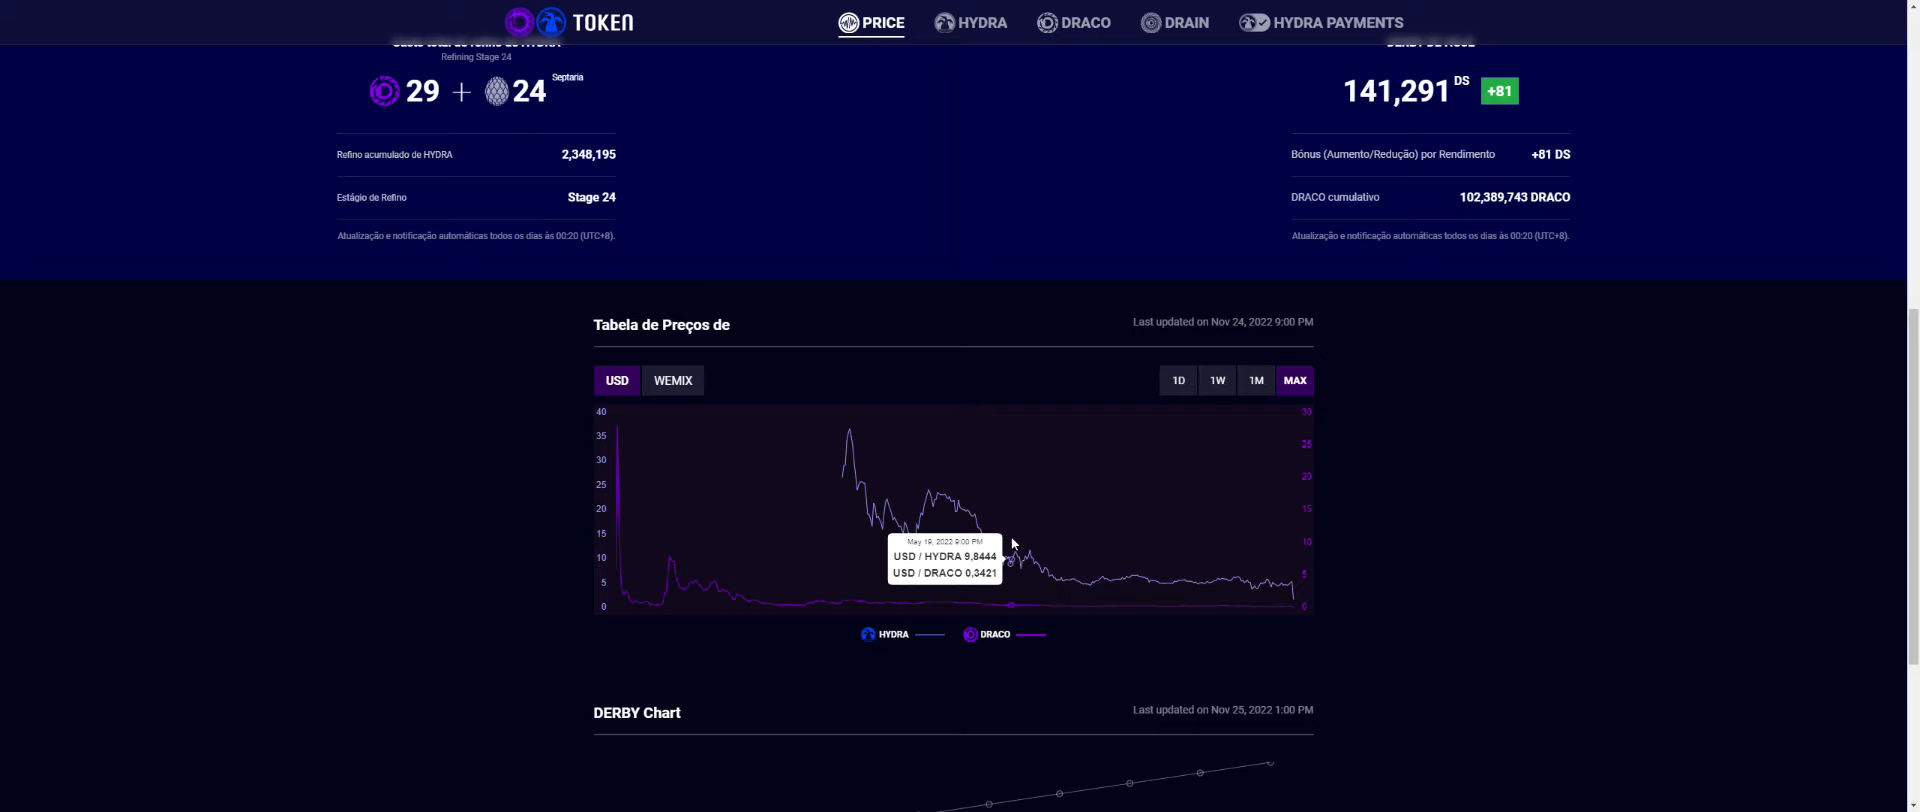 TOKEN
PRICE
HYDRA
DRACO
DRAIN
HYDRA PAYMENTS
Refining Stage 24
29 + 24 Septaria
Refino acumulado de HYDRA 2,348,195
Estágio de Refino Stage 24
Atualização e notificação automáticas todos os dias às 00:20 (UTC+8).
141,291 DS +81
Bónus (Aumento/Redução) por Rendimento +81 DS
DRACO cumulativo 102,389,743 DRACO
Atualização e notificação automáticas todos os dias às 00:20 (UTC+8).
Tabela de Preços de
Last updated on Nov 24, 2022 9:00 PM
USD WEMIX
1D 1W 1M MAX
40 30
35
25
30
25
20
20
15
15
10
10
5
5
0 0
May 19, 2022 9:00 PM
USD / HYDRA 9,8444
USD / DRACO 0,3421
HYDRA DRACO
DERBY Chart
Last updated on Nov 25, 2022 1:00 PM